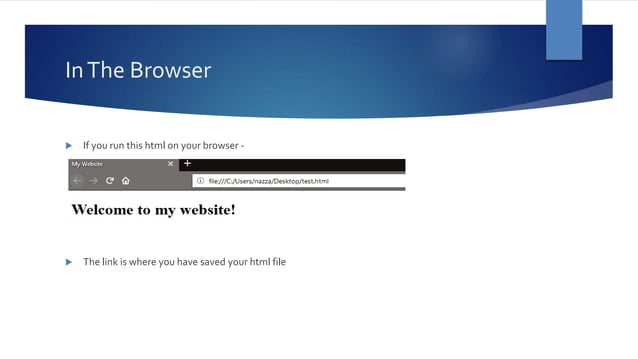 In The Browser
If you run this html on your browser -
My Website
file:///C:/Users/nazza/Desktop/test.html
Welcome to my website!
The link is where you have saved your html file